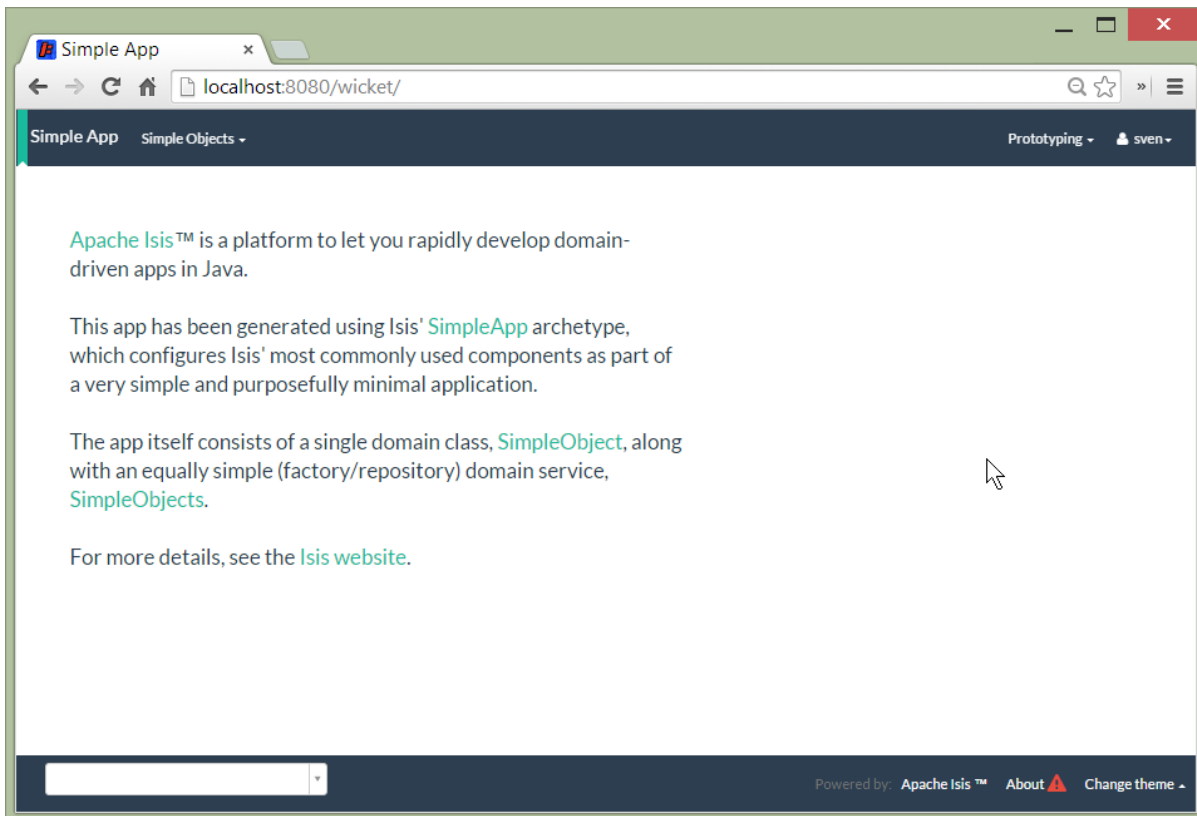 Simple App
localhost:8080/wicket/
Simple App Simple Objects Prototyping sven
Apache Isis™ is a platform to let you rapidly develop domain-
driven apps in Java.
This app has been generated using Isis' SimpleApp archetype,
which configures Isis' most commonly used components as part of
a very simple and purposefully minimal application.
The app itself consists of a single domain class, SimpleObject, along
with an equally simple (factory/repository) domain service,
SimpleObjects.
For more details, see the Isis website.
Powered by: Apache Isis ™ About Change theme